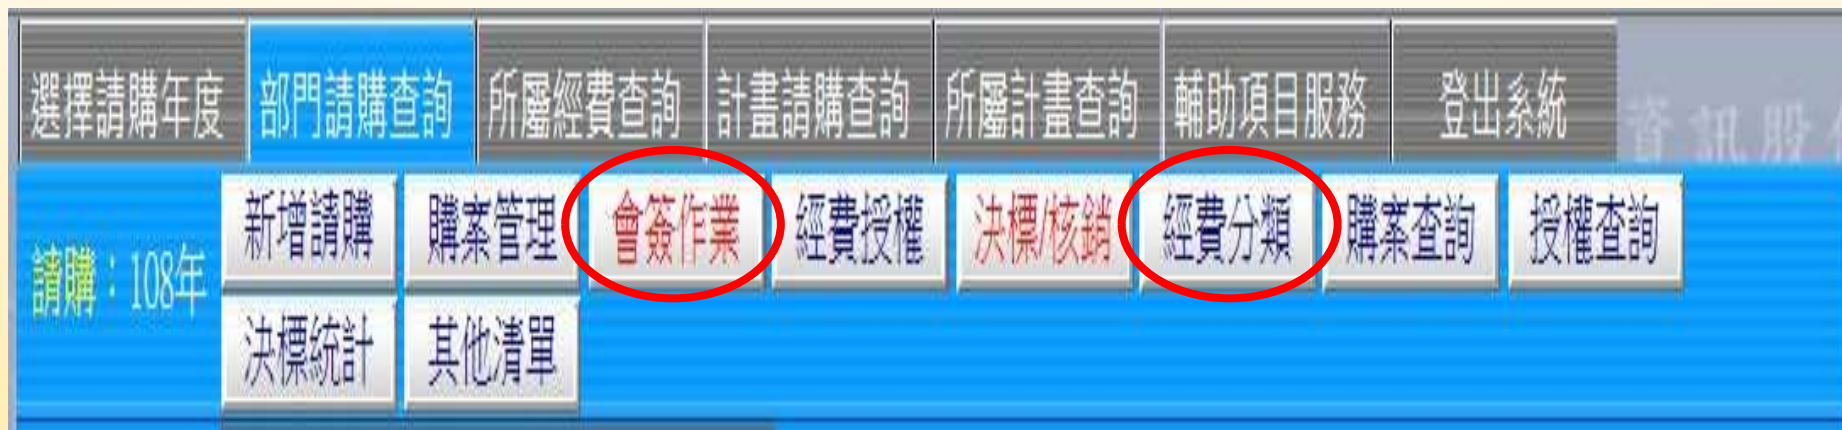 選擇請購年度 部門請購查詢 所屬經費查詢 計畫請購查詢 所屬計畫查詢 輔助項目服務 登出系統 資訊股
請購：108年 新增請購 購案管理 會簽作業 經費授權 決標/核銷 經費分類 購案查詢 授權查詢
決標統計 其他清單